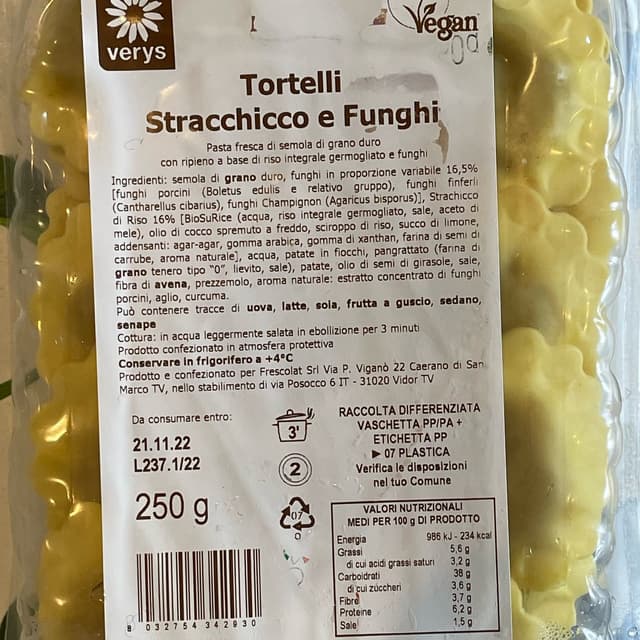 verys
Vegan
Tortelli
Stracchicco e Funghi
Pasta fresca di semola di grano duro
con ripieno a base di riso integrale germogliato e funghi
Ingredienti: semola di grano duro, funghi in proporzione variabile 16,5%
[funghi porcini (Boletus edulis e relativo gruppo), funghi finferli
(Cantharellus cibarius), funghi Champignon (Agaricus bisporus)], Strachicco
di Riso 16% [BioSuRice (acqua, riso integrale germogliato, sale, aceto di
mele), olio di cocco spremuto a freddo, sciroppo di riso, succo di limone,
addensanti: agar-agar, gomma arabica, gomma di xanthan, farina di semi di
carrube, aroma naturale], acqua, patate in fiocchi, pangrattato (farina di
grano tenero tipo "0", lievito, sale), patate, olio di semi di girasole, sale,
fibra di avena, prezzemolo, aroma naturale: estratto concentrato di funghi
porcini, aglio, curcuma.
Può contenere tracce di uova, latte, soia, frutta a guscio, sedano,
senape
Cottura: in acqua leggermente salata in ebollizione per 3 minuti
Prodotto confezionato in atmosfera protettiva
Conservare in frigorifero a +4°C
Prodotto e confezionato per Frescolat Srl Via P. Viganò 22 Caerano di San
Marco TV, nello stabilimento di via Posocco 6 IT - 31020 Vidor TV
Da consumare entro:
21.11.22
L237.1/22
250 g
3'
2
07
RACCOLTA DIFFERENZIATA
VASCHETTA PP/PA +
ETICHETTA PP
▶ 07 PLASTICA
Verifica le disposizioni
nel tuo Comune
VALORI NUTRIZIONALI
MEDI PER 100 g DI PRODOTTO
Energia 986 kJ - 234 kcal
Grassi 5,6 g
di cui acidi grassi saturi 3,2 g
Carboidrati 38 g
di cui zuccheri 3,6 g
Fibre 3,7 g
Proteine 6,2 g
Sale 1,5 g
8 032754 342930